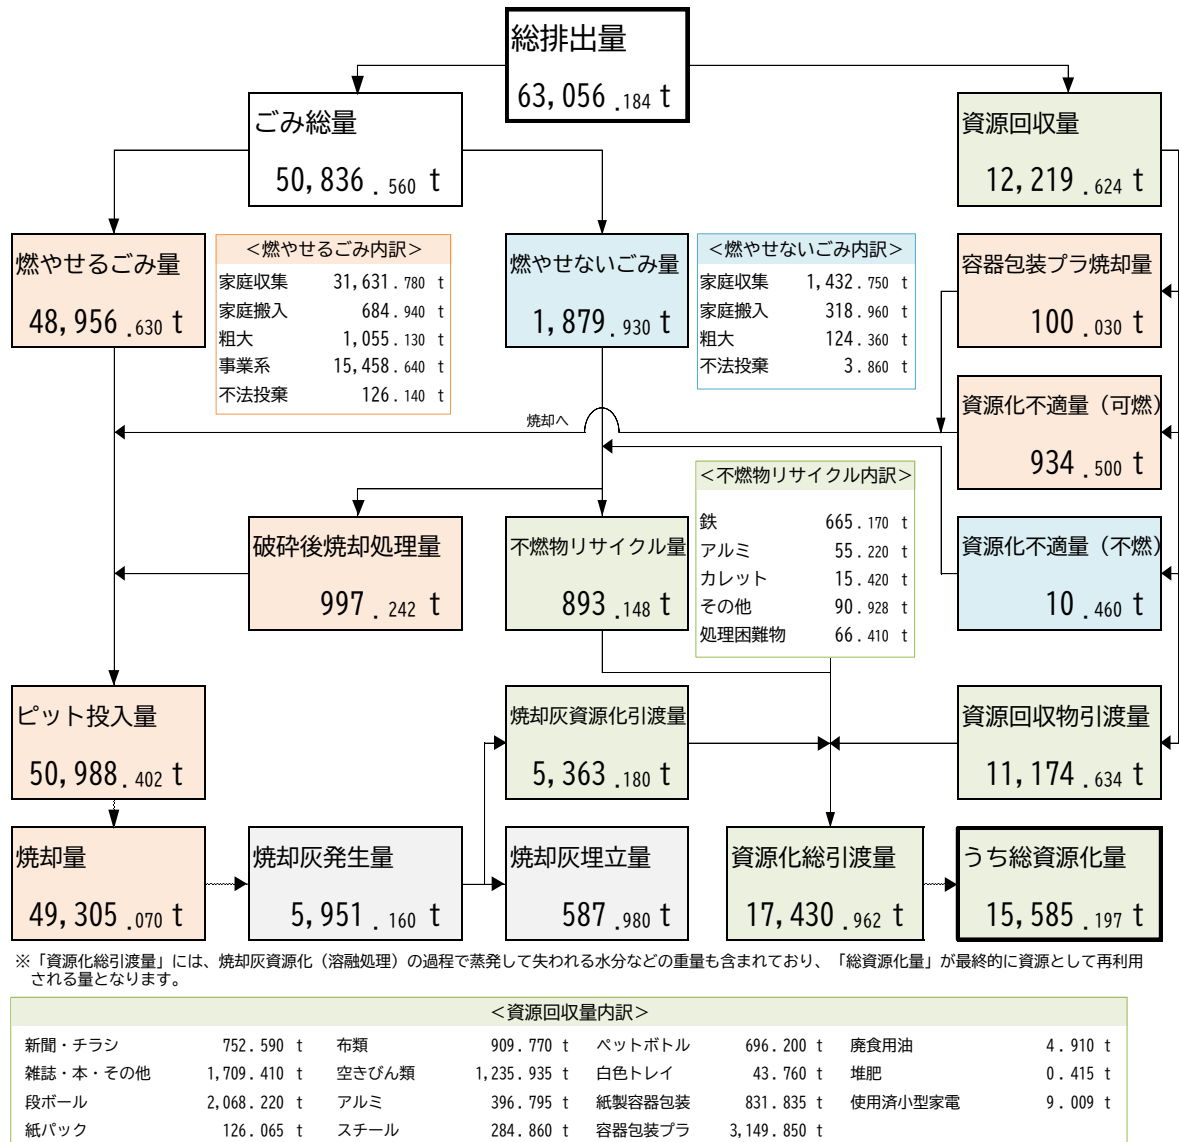 総排出量
63,056.184 t
ごみ総量
50,836.560 t
資源回収量
12,219.624 t
燃やせるごみ量
48,956.630 t
＜燃やせるごみ内訳＞
家庭収集 31,631.780 t
家庭搬入 684.940 t
粗大 1,055.130 t
事業系 15,458.640 t
不法投棄 126.140 t
燃やせないごみ量
1,879.930 t
＜燃やせないごみ内訳＞
家庭収集 1,432.750 t
家庭搬入 318.960 t
粗大 124.360 t
不法投棄 3.860 t
容器包装プラ焼却量
100.030 t
資源化不適量（可燃）
934.500 t
焼却へ
破砕後焼却処理量
997.242 t
不燃物リサイクル量
893.148 t
＜不燃物リサイクル内訳＞
鉄 665.170 t
アルミ 55.220 t
カレット 15.420 t
その他 90.928 t
処理困難物 66.410 t
資源化不適量（不燃）
10.460 t
ピット投入量
50,988.402 t
焼却灰資源化引渡量
5,363.180 t
資源回収物引渡量
11,174.634 t
焼却量
49,305.070 t
焼却灰発生量
5,951.160 t
焼却灰埋立量
587.980 t
資源化総引渡量
17,430.962 t
うち総資源化量
15,585.197 t
※「資源化総引渡量」には、焼却灰資源化（溶融処理）の過程で蒸発して失われる水分などの重量も含まれており、「総資源化量」が最終的に資源として再利用
される量となります。
＜資源回収量内訳＞
新聞・チラシ 752.590 t 布類 909.770 t ペットボトル 696.200 t 廃食用油 4.910 t
雑誌・本・その他 1,709.410 t 空きびん類 1,235.935 t 白色トレイ 43.760 t 堆肥 0.415 t
段ボール 2,068.220 t アルミ 396.795 t 紙製容器包装 831.835 t 使用済小型家電 9.009 t
紙パック 126.065 t スチール 284.860 t 容器包装プラ 3,149.850 t